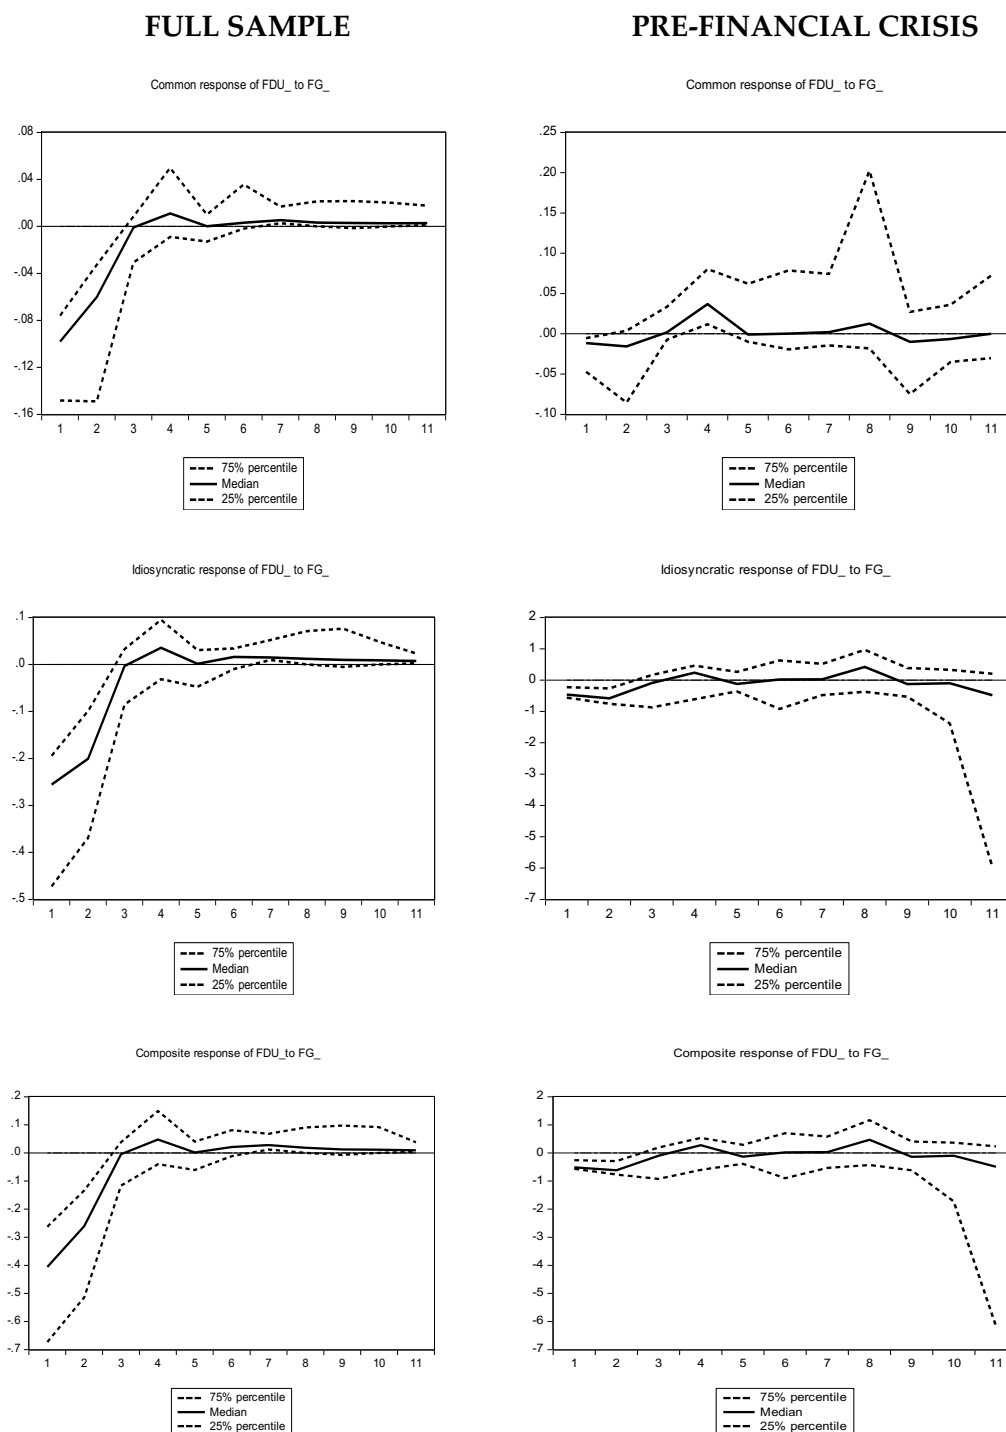 FULL SAMPLE
PRE-FINANCIAL CRISIS
Common response of FDU_ to FG_
.08
.04
.00
-.04
-.08
-.12
-.16
1 2 3 4 5 6 7 8 9 10 11
75% percentile
Median
25% percentile
Common response of FDU_ to FG_
.25
.20
.15
.10
.05
.00
-.05
-.10
1 2 3 4 5 6 7 8 9 10 11
75% percentile
Median
25% percentile
Idiosyncratic response of FDU_ to FG_
.1
.0
-.1
-.2
-.3
-.4
-.5
1 2 3 4 5 6 7 8 9 10 11
75% percentile
Median
25% percentile
Idiosyncratic response of FDU_ to FG_
2
1
0
-1
-2
-3
-4
-5
-6
-7
1 2 3 4 5 6 7 8 9 10 11
75% percentile
Median
25% percentile
Composite response of FDU_to FG_
.2
.1
.0
-.1
-.2
-.3
-.4
-.5
-.6
-.7
1 2 3 4 5 6 7 8 9 10 11
75% percentile
Median
25% percentile
Composite response of FDU_ to FG_
2
1
0
-1
-2
-3
-4
-5
-6
-7
1 2 3 4 5 6 7 8 9 10 11
75% percentile
Median
25% percentile